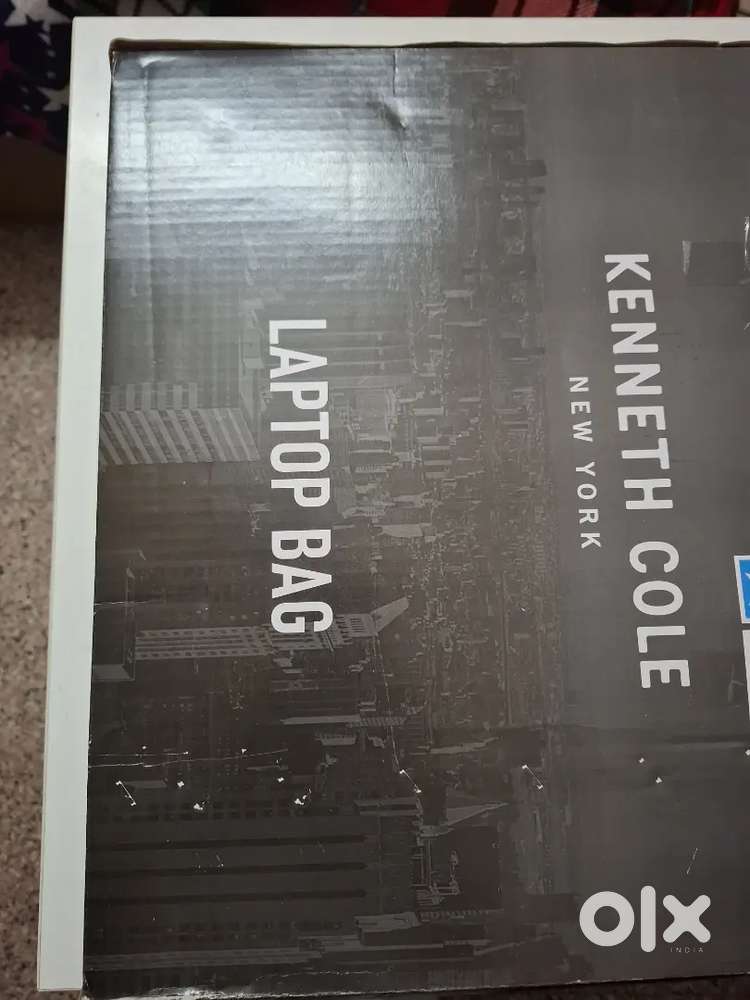 KENNETH COLE
NEW YORK
LAPTOP BAG
olx
INDIA